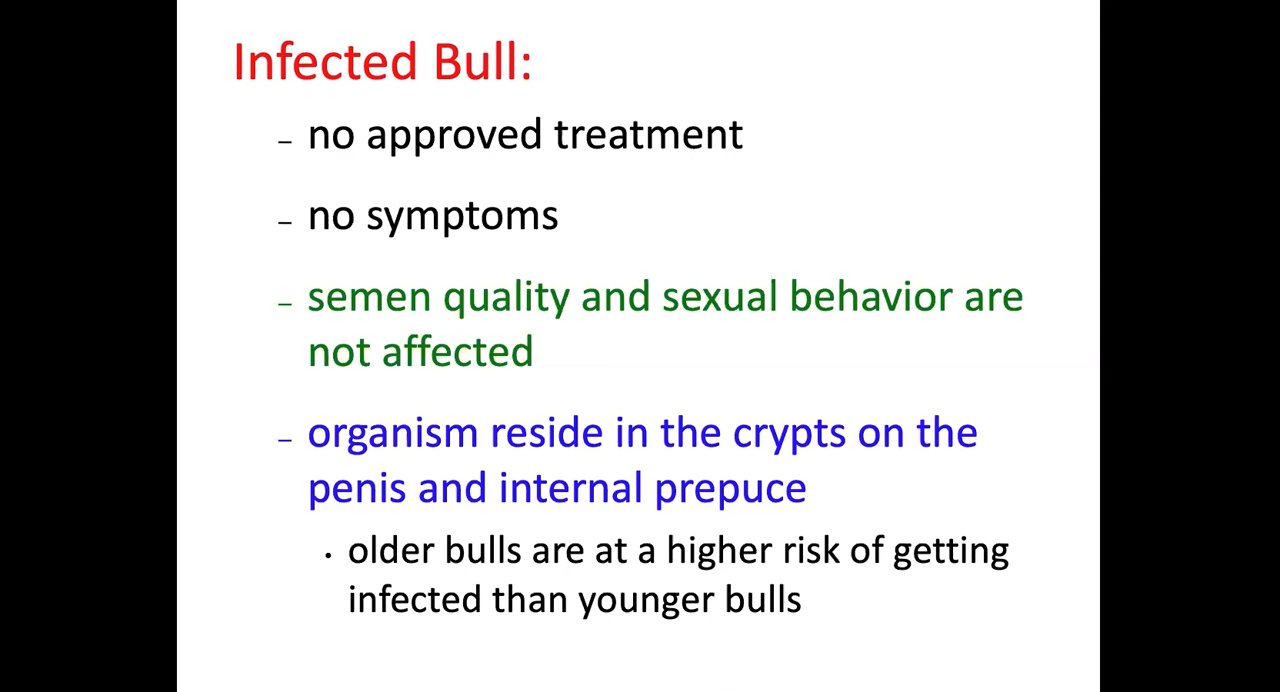 Infected Bull:
– no approved treatment
– no symptoms
– semen quality and sexual behavior are
not affected
– organism reside in the crypts on the
penis and internal prepuce
• older bulls are at a higher risk of getting
infected than younger bulls